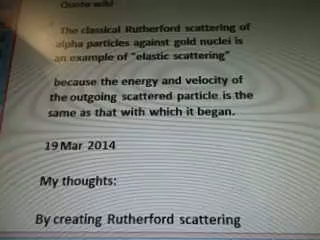 Quote wiki
The classical Rutherford scattering of
alpha particles against gold nuclei is
an example of "elastic scattering"
because the energy and velocity of
the outgoing scattered particle is the
same as that with which it began.
19 Mar 2014
My thoughts:
By creating Rutherford scattering